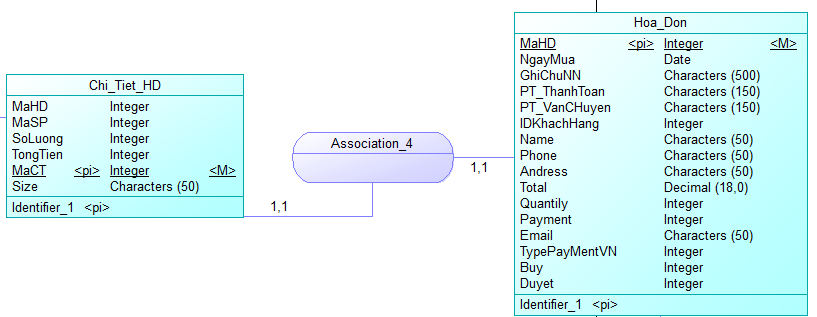 Chi_Tiet_HD
MaHD Integer
MaSP Integer
SoLuong Integer
TongTien Integer
MaCT <pi> Integer <M>
Size Characters (50)
Identifier_1 <pi>
1,1
Association_4
1,1
Hoa_Don
MaHD <pi> Integer <M>
NgayMua Date
GhiChuNN Characters (500)
PT_ThanhToan Characters (150)
PT_VanCHuyen Characters (150)
IDKhachHang Integer
Name Characters (50)
Phone Characters (50)
Andress Characters (50)
Total Decimal (18,0)
Quantity Integer
Payment Integer
Email Characters (50)
TypePayMentVN Integer
Buy Integer
Duyet Integer
Identifier_1 <pi>